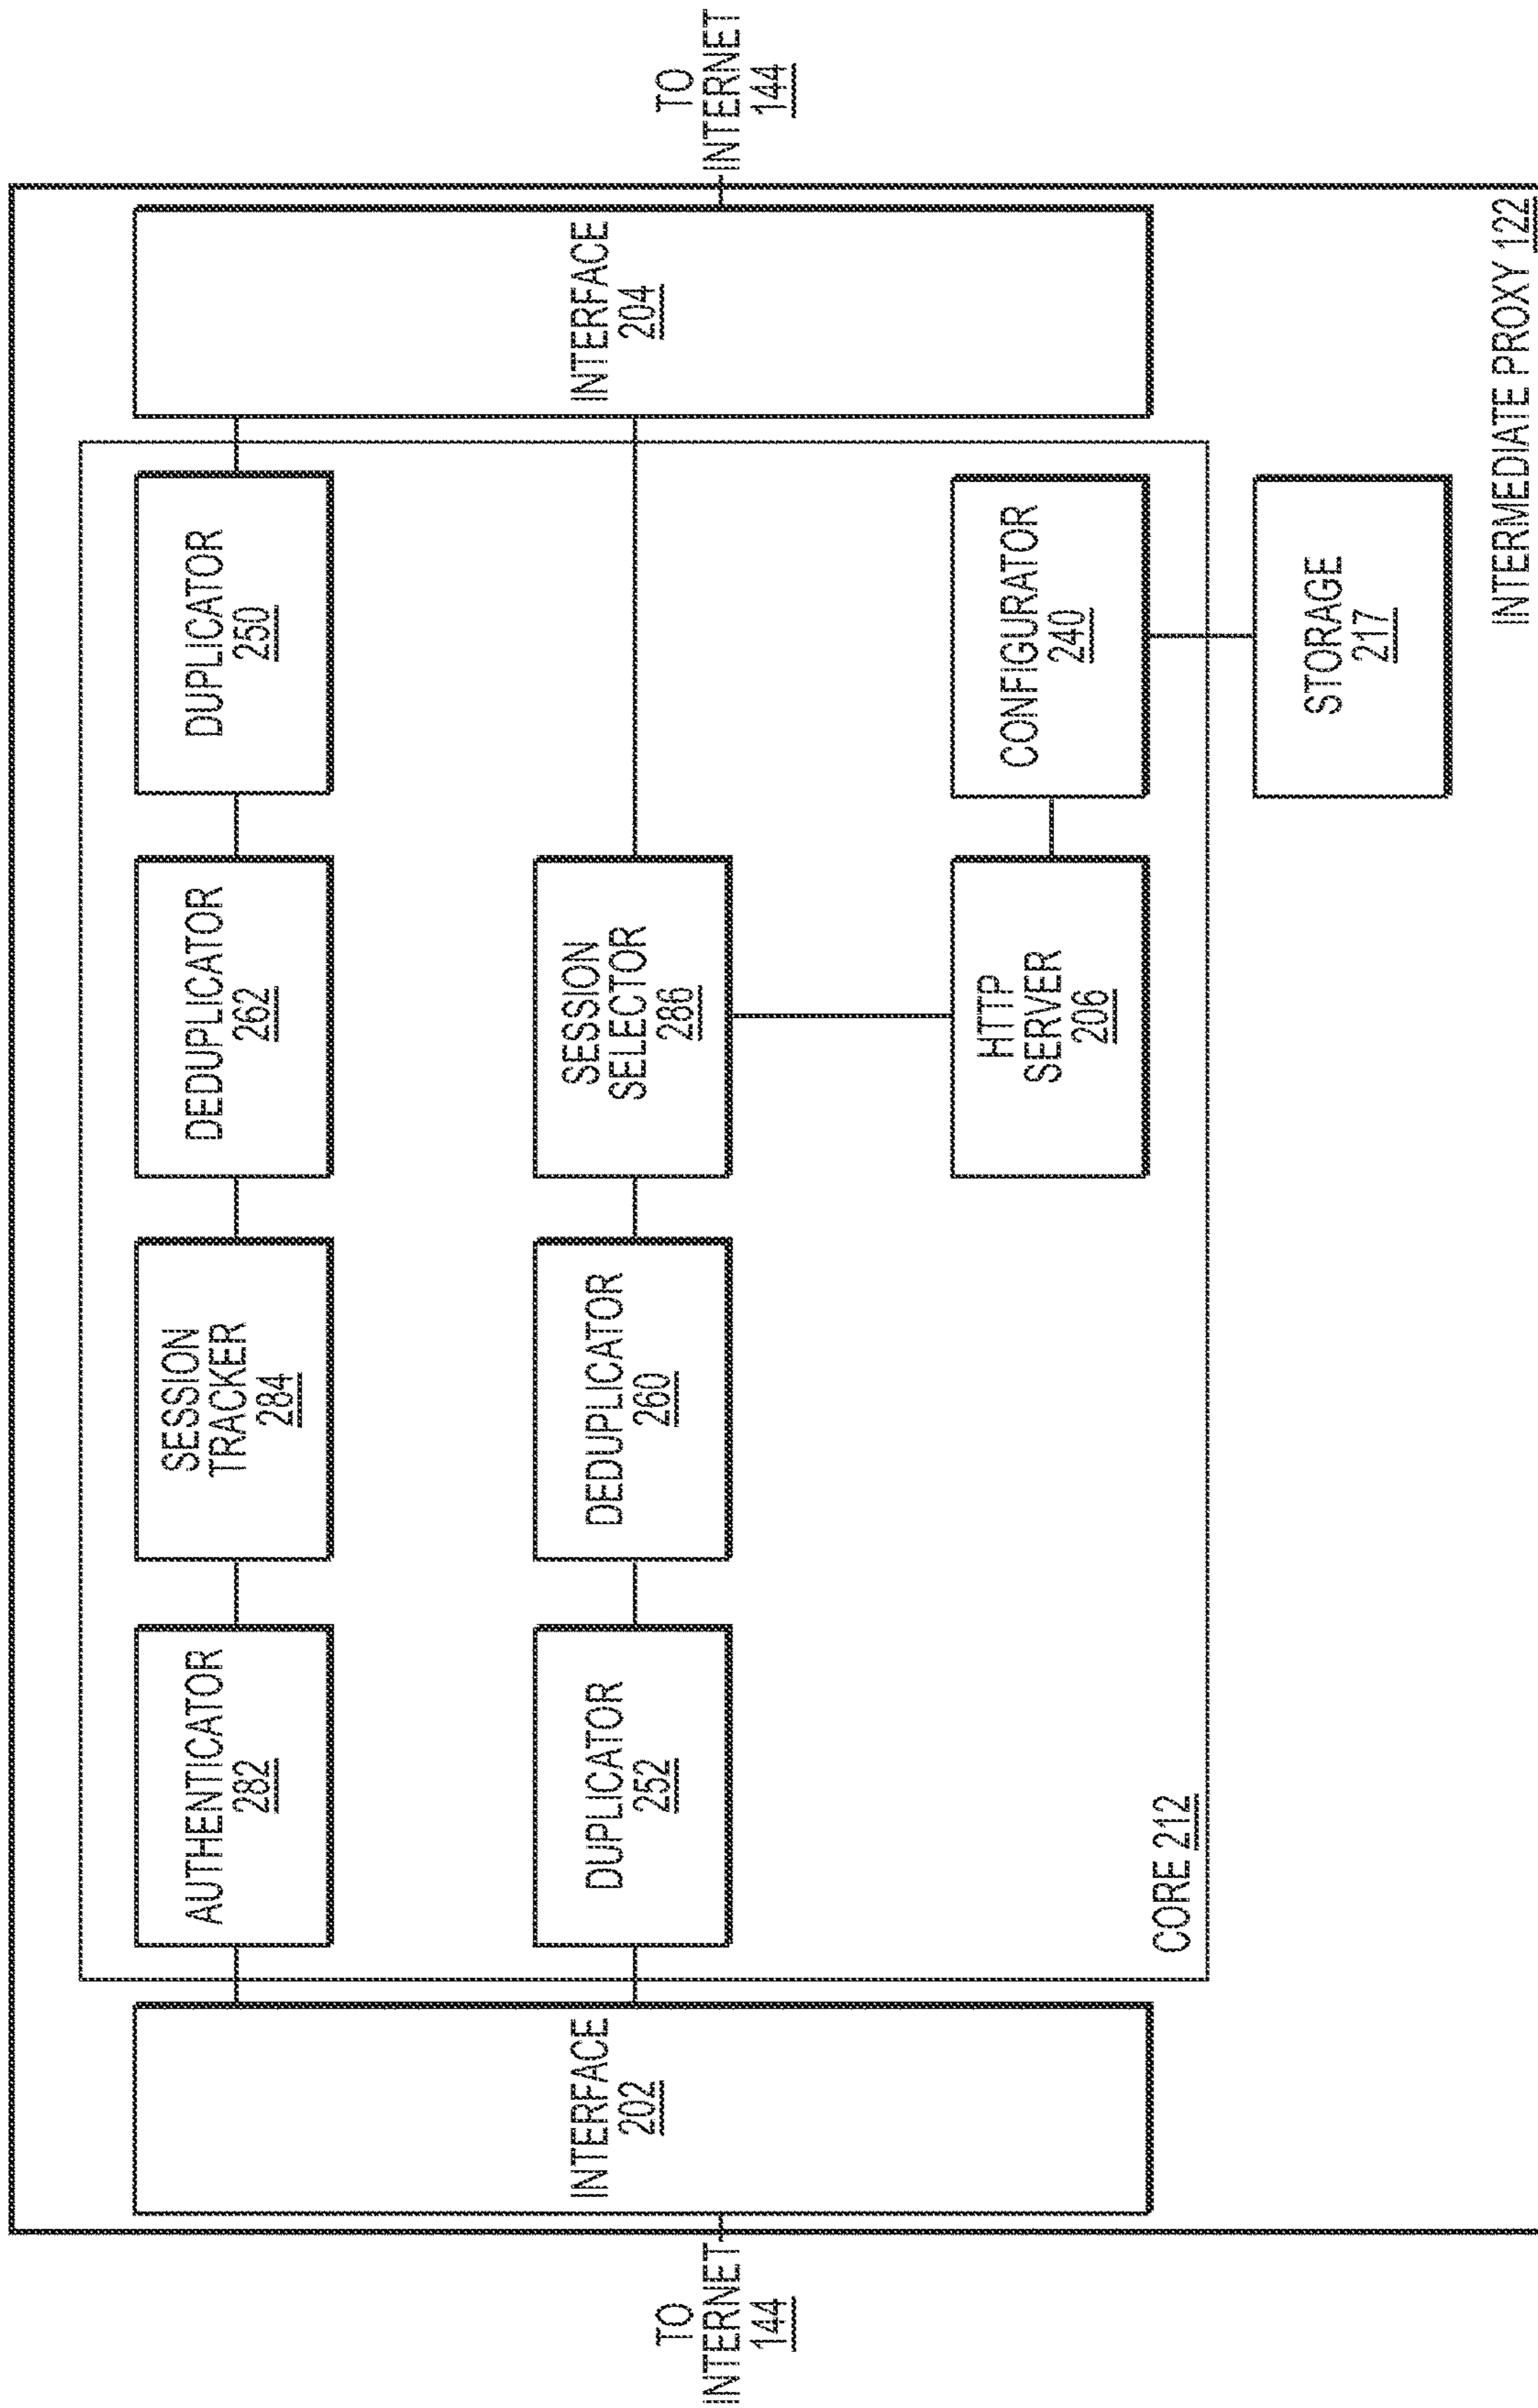 TO
INTERNET
144
INTERFACE
202
AUTHENTICATOR
282
SESSION
TRACKER
284
DEDUPLICATOR
262
DUPLICATOR
250
DUPLICATOR
252
DEDUPLICATOR
260
SESSION
SELECTOR
286
HTTP
SERVER
206
CONFIGURATOR
240
CORE 212
STORAGE
217
INTERFACE
204
TO
INTERNET
144
INTERMEDIATE PROXY 122